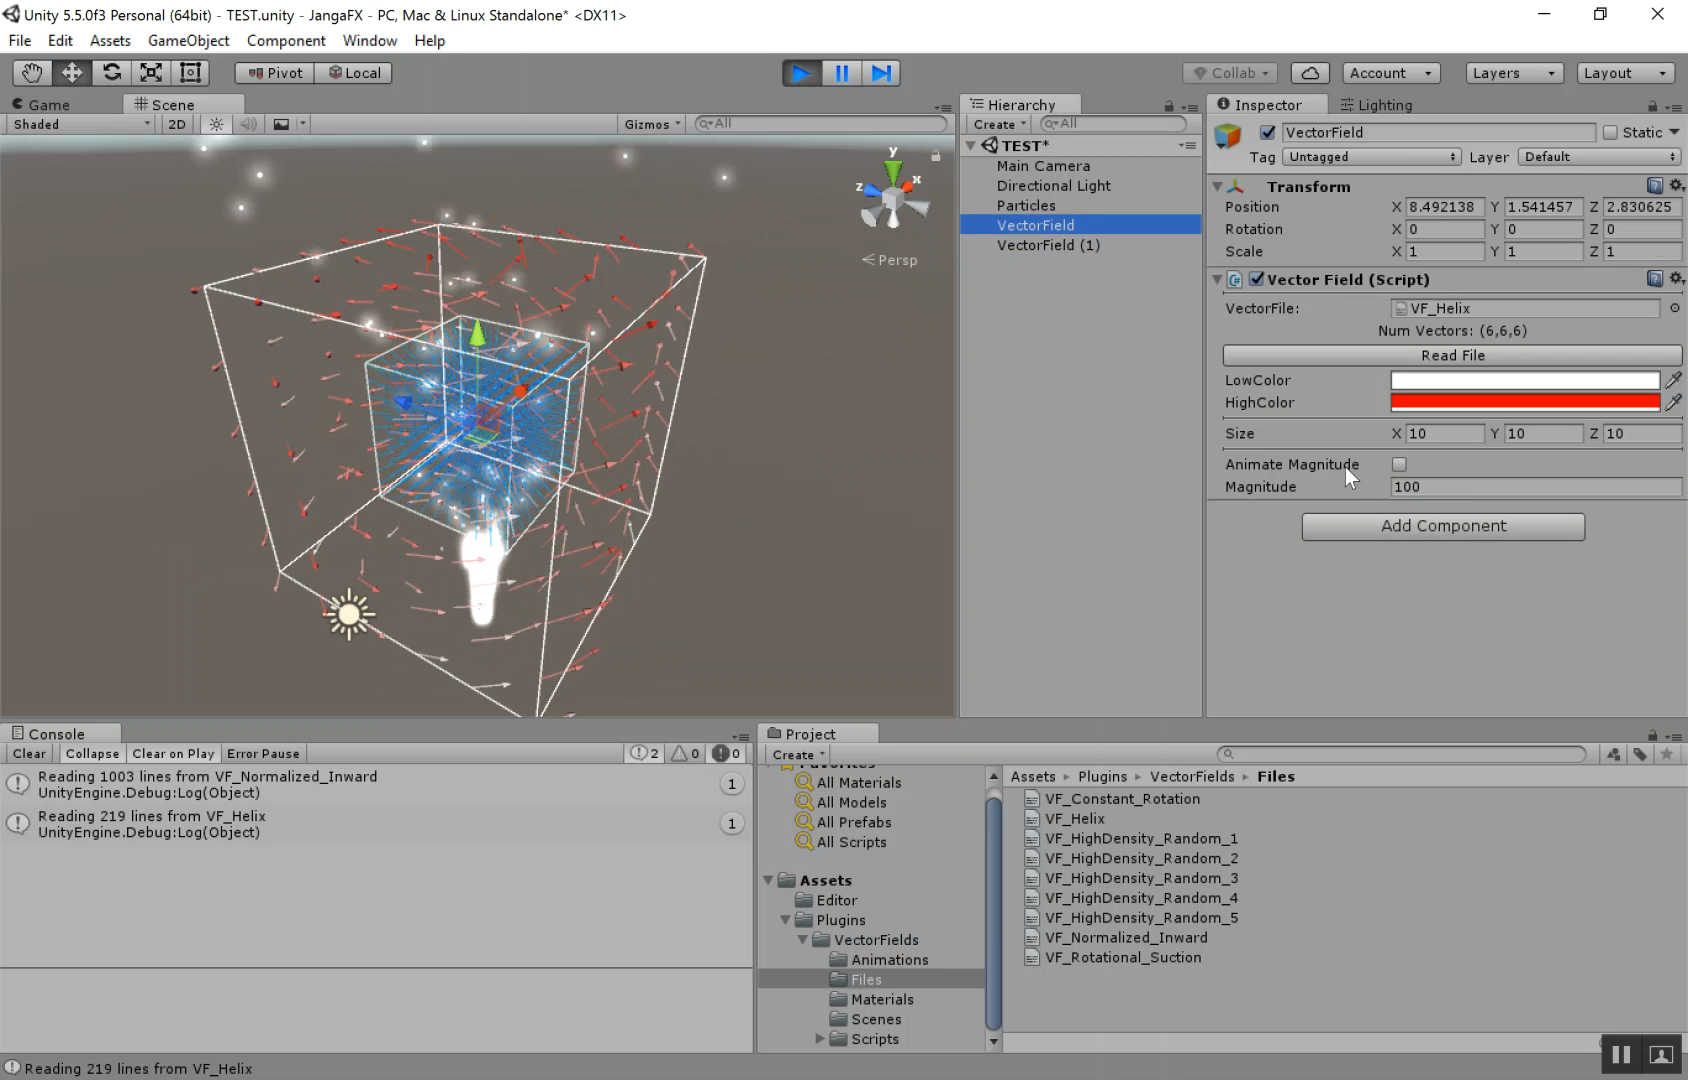 Unity 5.5.0f3 Personal (64bit) - TEST.unity - JangaFX - PC, Mac & Linux Standalone* <DX11>
File Edit Assets GameObject Component Window Help
Pivot Local Collab Account Layers Layout
Game Scene
Shaded 2D Gizmos All
y
x
z
Persp
Hierarchy
Create All
TEST*
Main Camera
Directional Light
Particles
VectorField
VectorField (1)
Inspector Lighting
VectorField Static
Tag Untagged Layer Default
Transform
Position X 8.492138 Y 1.541457 Z 2.830625
Rotation X 0 Y 0 Z 0
Scale X 1 Y 1 Z 1
Vector Field (Script)
VectorFile: VF_Helix
Num Vectors: (6,6,6)
Read File
LowColor
HighColor
Size X 10 Y 10 Z 10
Animate Magnitude
Magnitude 100
Add Component
Console
Clear Collapse Clear on Play Error Pause 2 0 0
Reading 1003 lines from VF_Normalized_Inward
UnityEngine.Debug:Log(Object)
1
Reading 219 lines from VF_Helix
UnityEngine.Debug:Log(Object)
1
Project
Create
Favorites
All Materials
All Models
All Prefabs
All Scripts
Assets
Editor
Plugins
VectorFields
Animations
Files
Materials
Scenes
Scripts
Assets Plugins VectorFields Files
VF_Constant_Rotation
VF_Helix
VF_HighDensity_Random_1
VF_HighDensity_Random_2
VF_HighDensity_Random_3
VF_HighDensity_Random_4
VF_HighDensity_Random_5
VF_Normalized_Inward
VF_Rotational_Suction
Reading 219 lines from VF_Helix